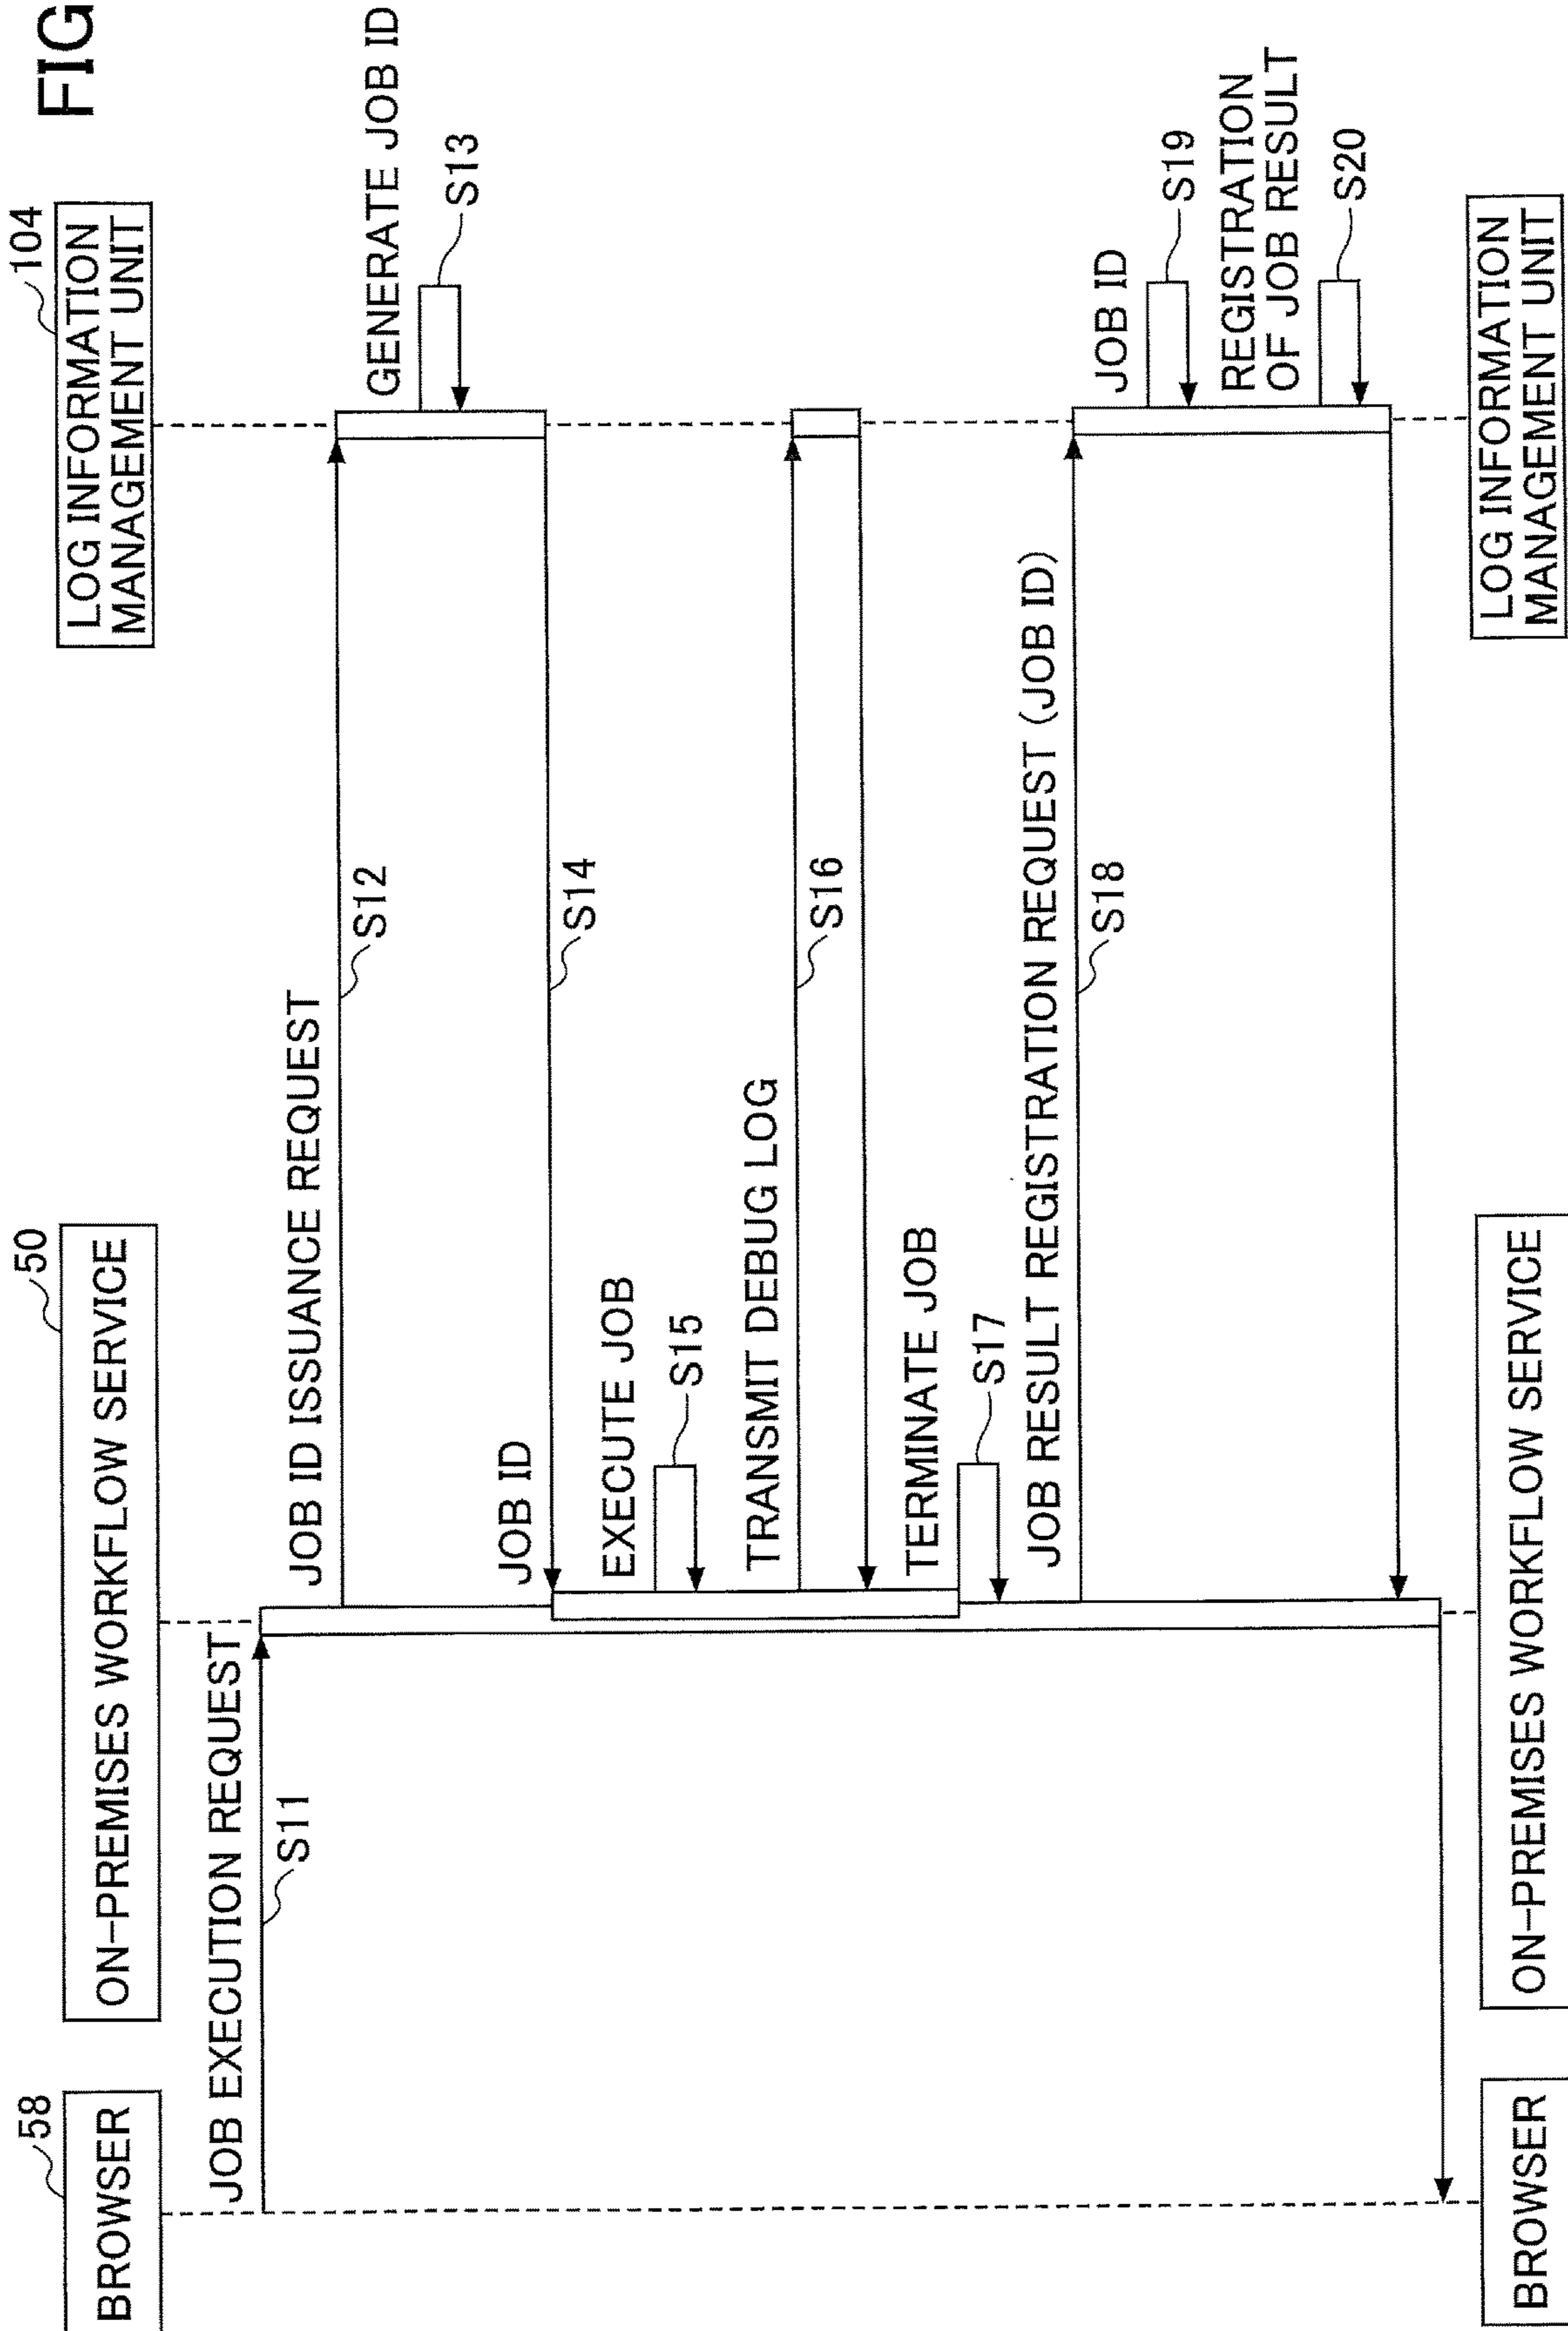 FIG
58
BROWSER
50
ON-PREMISES WORKFLOW SERVICE
104
LOG INFORMATION
MANAGEMENT UNIT
JOB EXECUTION REQUEST
S11
JOB ID ISSUANCE REQUEST
S12
GENERATE JOB ID
S13
JOB ID
S14
EXECUTE JOB
S15
TRANSMIT DEBUG LOG
S16
TERMINATE JOB
S17
JOB RESULT REGISTRATION REQUEST (JOB ID)
S18
JOB ID
S19
REGISTRATION
OF JOB RESULT
S20
BROWSER
ON-PREMISES WORKFLOW SERVICE
LOG INFORMATION
MANAGEMENT UNIT